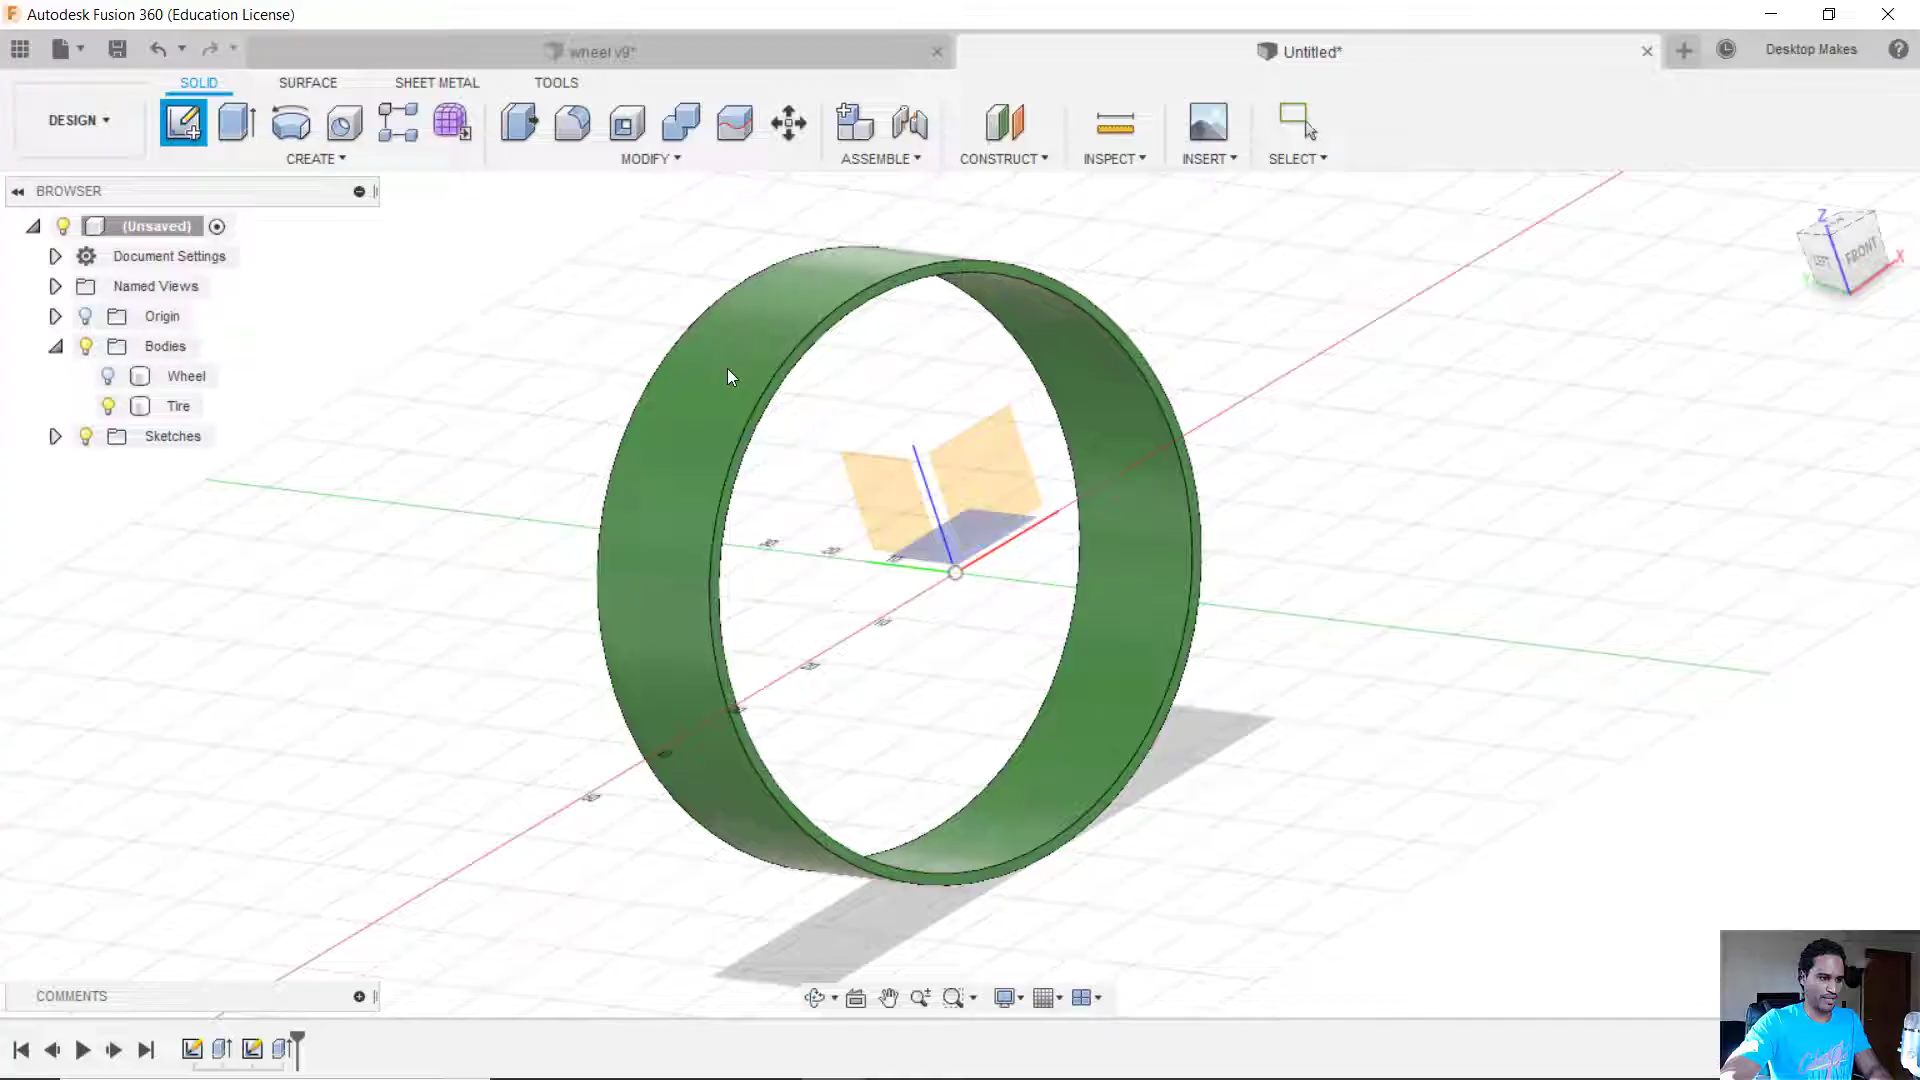 Autodesk Fusion 360 (Education License)
wheel v9*
Untitled*
Desktop Makes
SOLID
SURFACE
SHEET METAL
TOOLS
DESIGN
CREATE
MODIFY
ASSEMBLE
CONSTRUCT
INSPECT
INSERT
SELECT
BROWSER
(Unsaved)
Document Settings
Named Views
Origin
Bodies
Wheel
Tire
Sketches
Z
LEFT
FRONT
X
COMMENTS